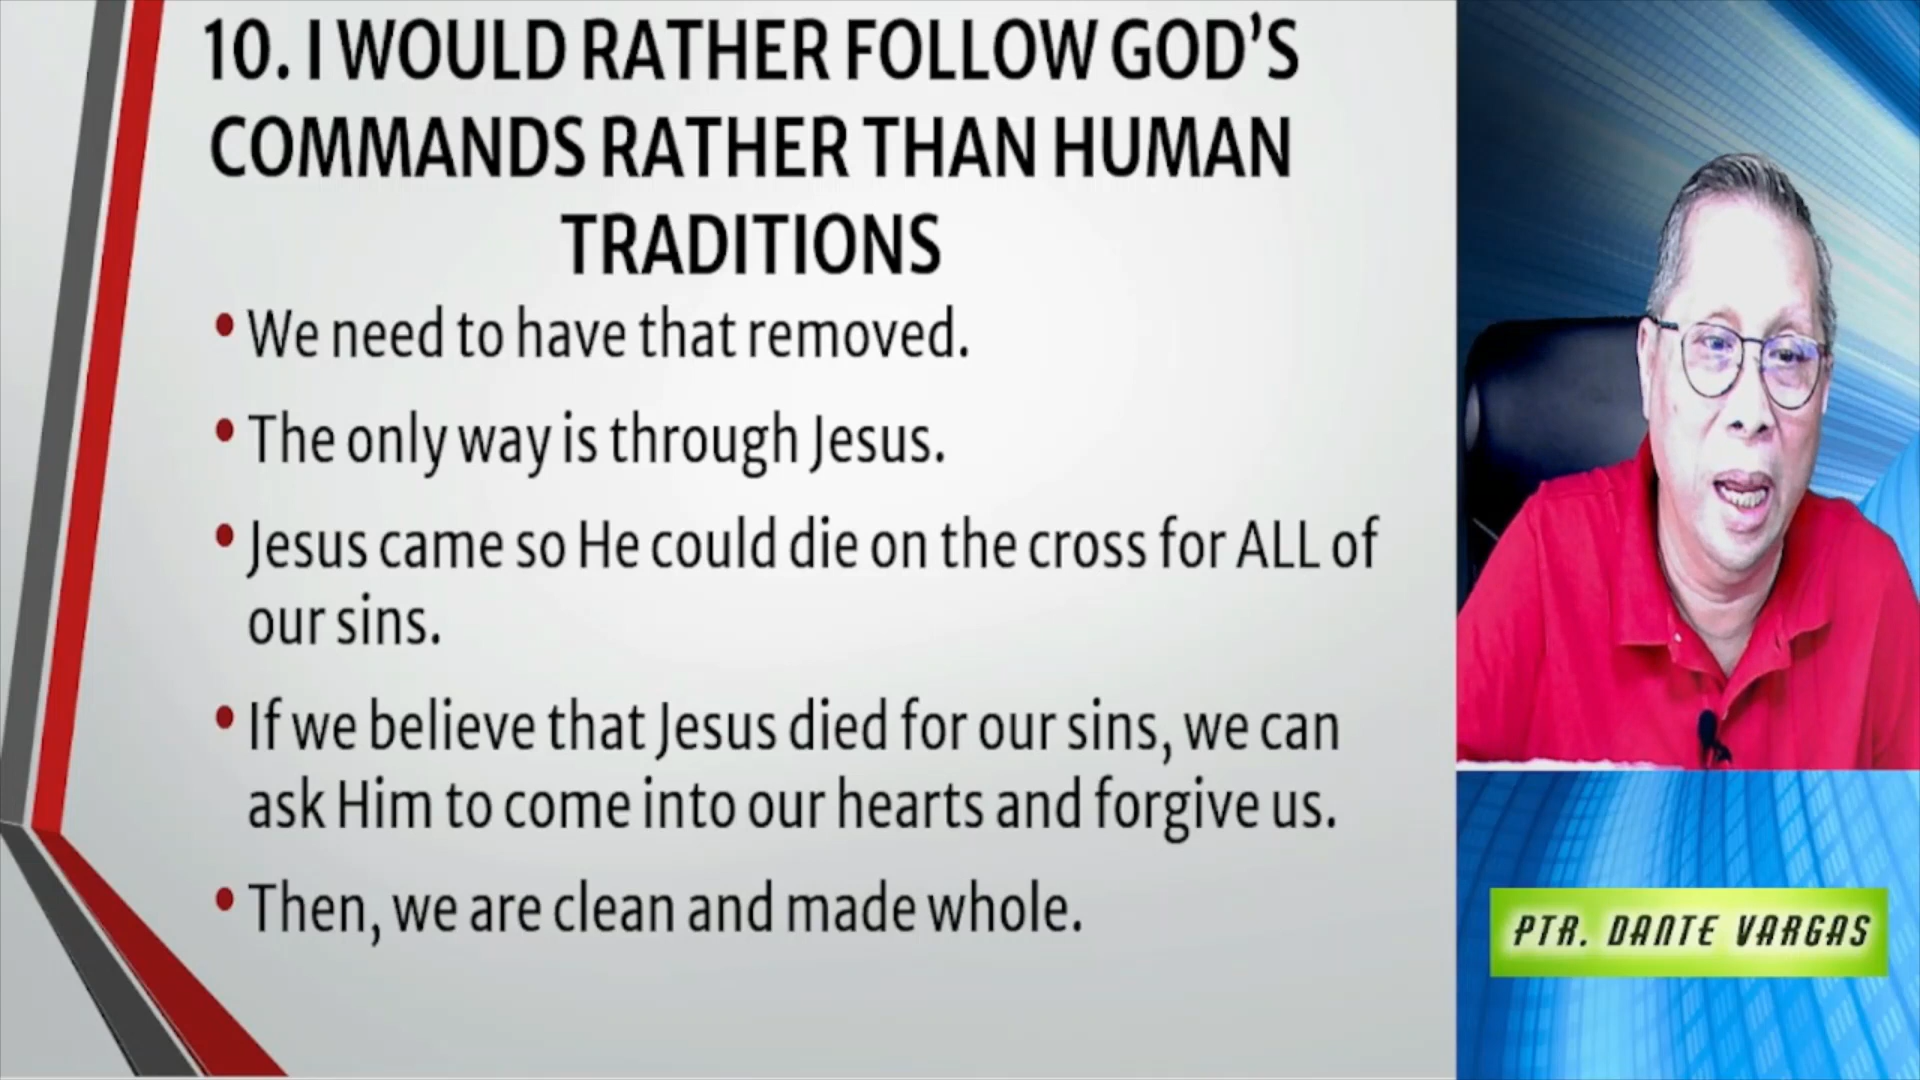 10. I WOULD RATHER FOLLOW GOD'S
COMMANDS RATHER THAN HUMAN
TRADITIONS
• We need to have that removed.
• The only way is through Jesus.
• Jesus came so He could die on the cross for ALL of
our sins.
• If we believe that Jesus died for our sins, we can
ask Him to come into our hearts and forgive us.
• Then, we are clean and made whole.
PTR. DANTE VARGAS